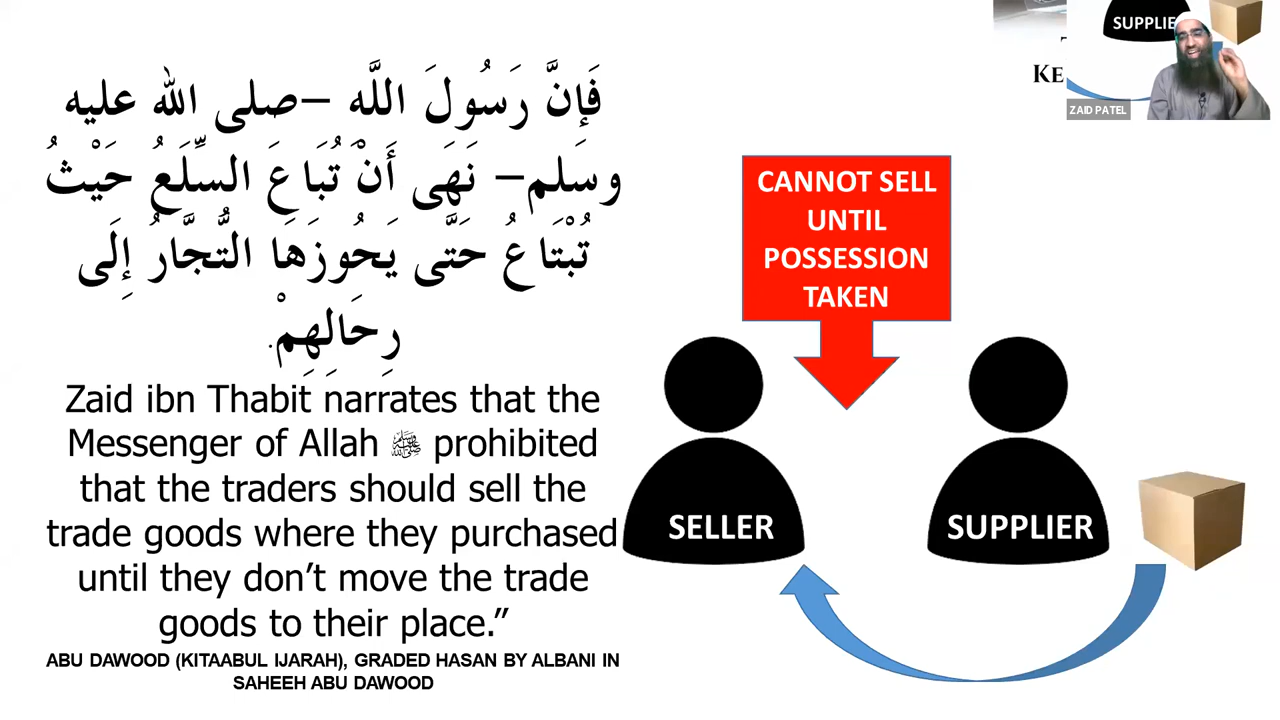 فَإِنَّ رَسُولَ اللَّهِ –صلى الله عليه
وسَلم– نَهَى أَنْ تُبَاعَ السِّلَعُ حَيْثُ
تُبْتَاعُ حَتَّى يَحُوزَهَا التُّجَّارُ إِلَى
رِحَالِهِمْ.
Zaid ibn Thabit narrates that the
Messenger of Allah ﷺ prohibited
that the traders should sell the
trade goods where they purchased
until they don’t move the trade
goods to their place.”
ABU DAWOOD (KITAABUL IJARAH), GRADED HASAN BY ALBANI IN
SAHEEH ABU DAWOOD
CANNOT SELL
UNTIL
POSSESSION
TAKEN
SELLER
SUPPLIER
ZAID PATEL